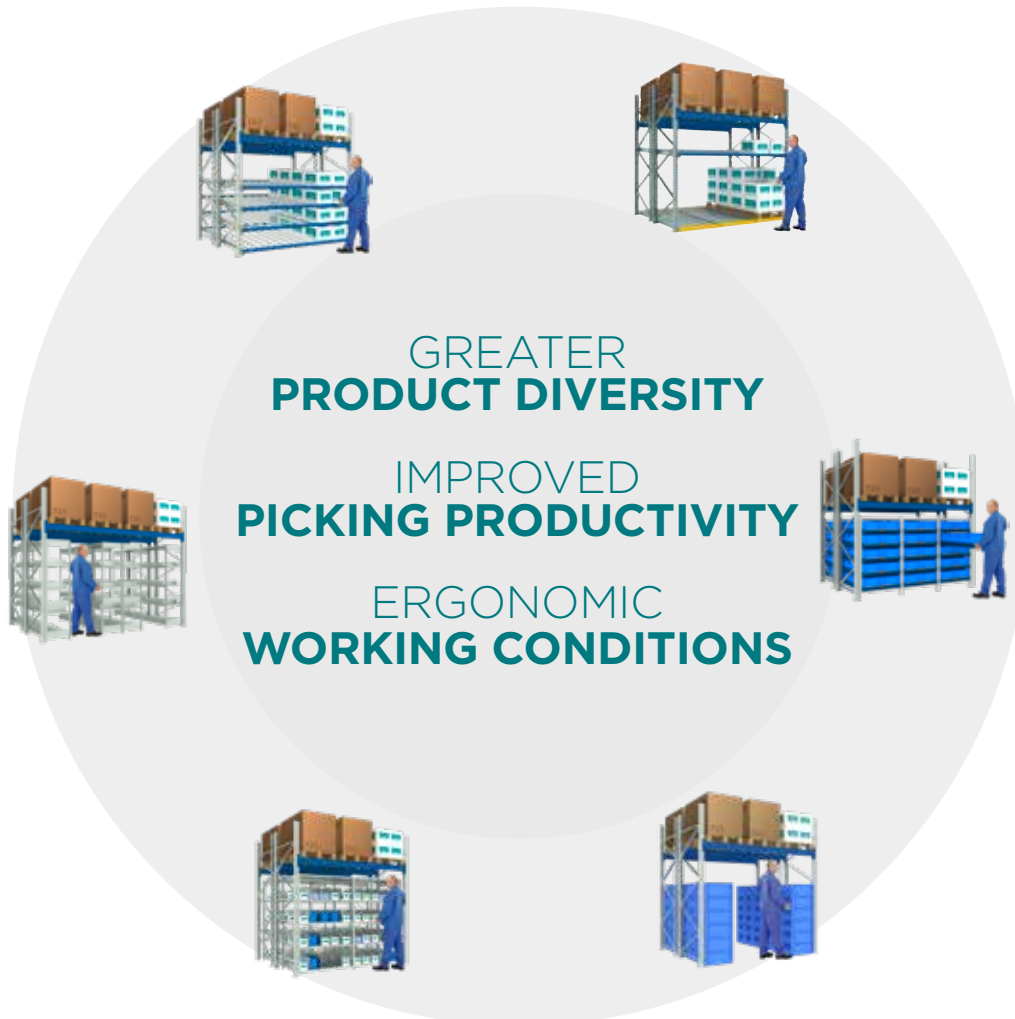 GREATER
PRODUCT DIVERSITY
IMPROVED
PICKING PRODUCTIVITY
ERGONOMIC
WORKING CONDITIONS